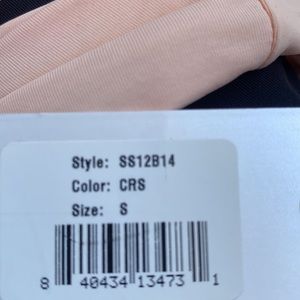 Style: SS12B14
Color: CRS
Size: S
8 40434 13473 1